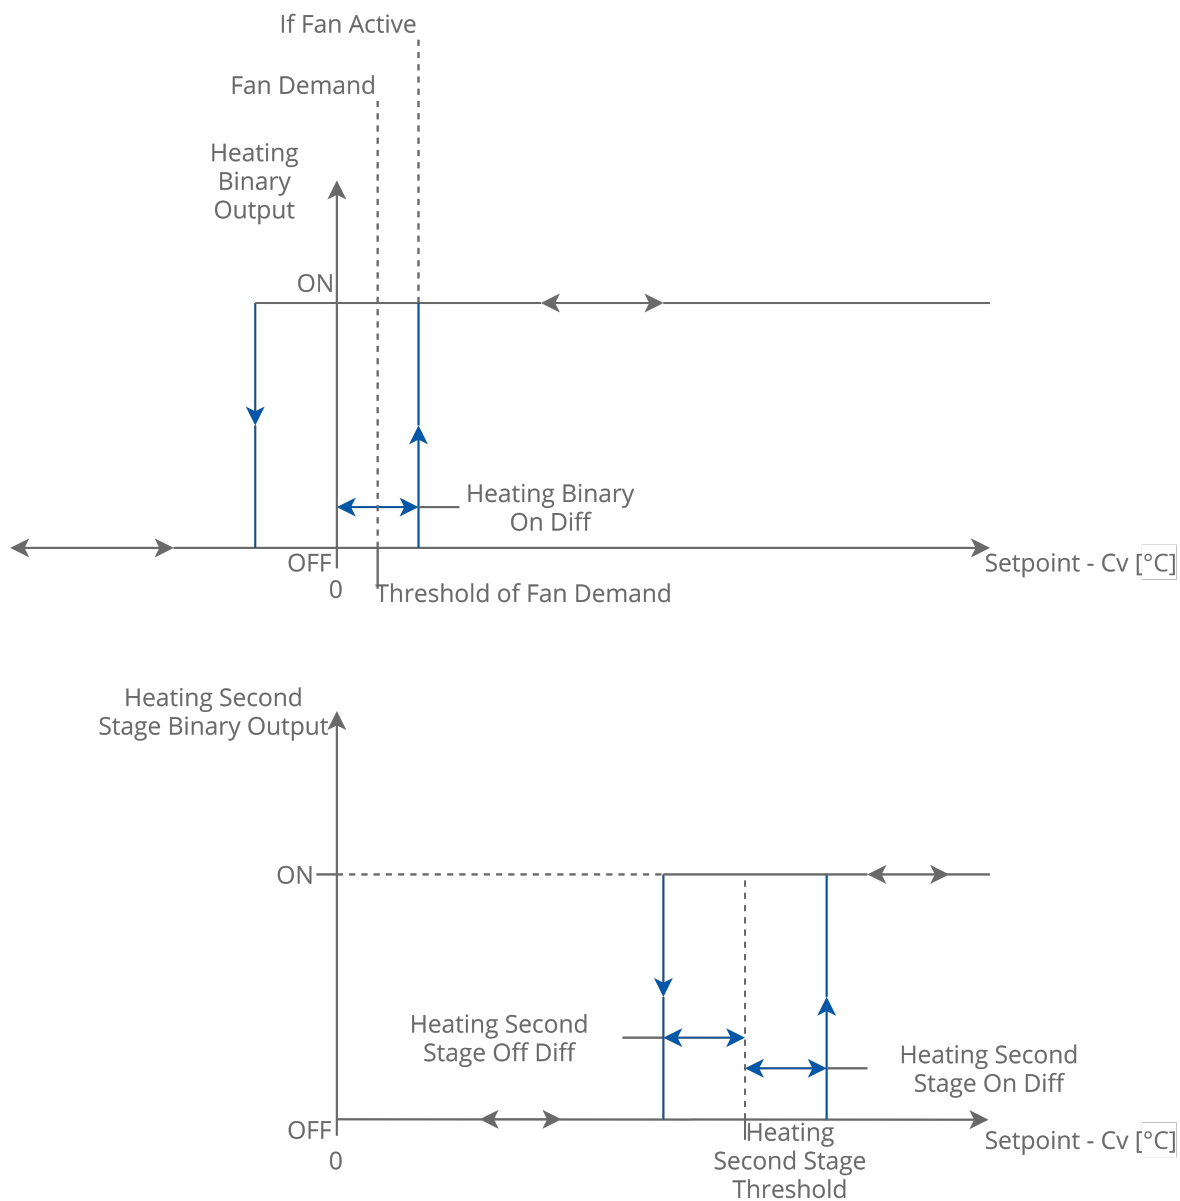 If Fan Active
Fan Demand
Heating
Binary
Output
ON
Heating Binary
On Diff
OFF
Setpoint - Cv [°C]
0
Threshold of Fan Demand
Heating Second
Stage Binary Output
ON
Heating Second
Stage Off Diff
Heating Second
Stage On Diff
OFF
Heating
Second Stage
Threshold
Setpoint - Cv [°C]
0